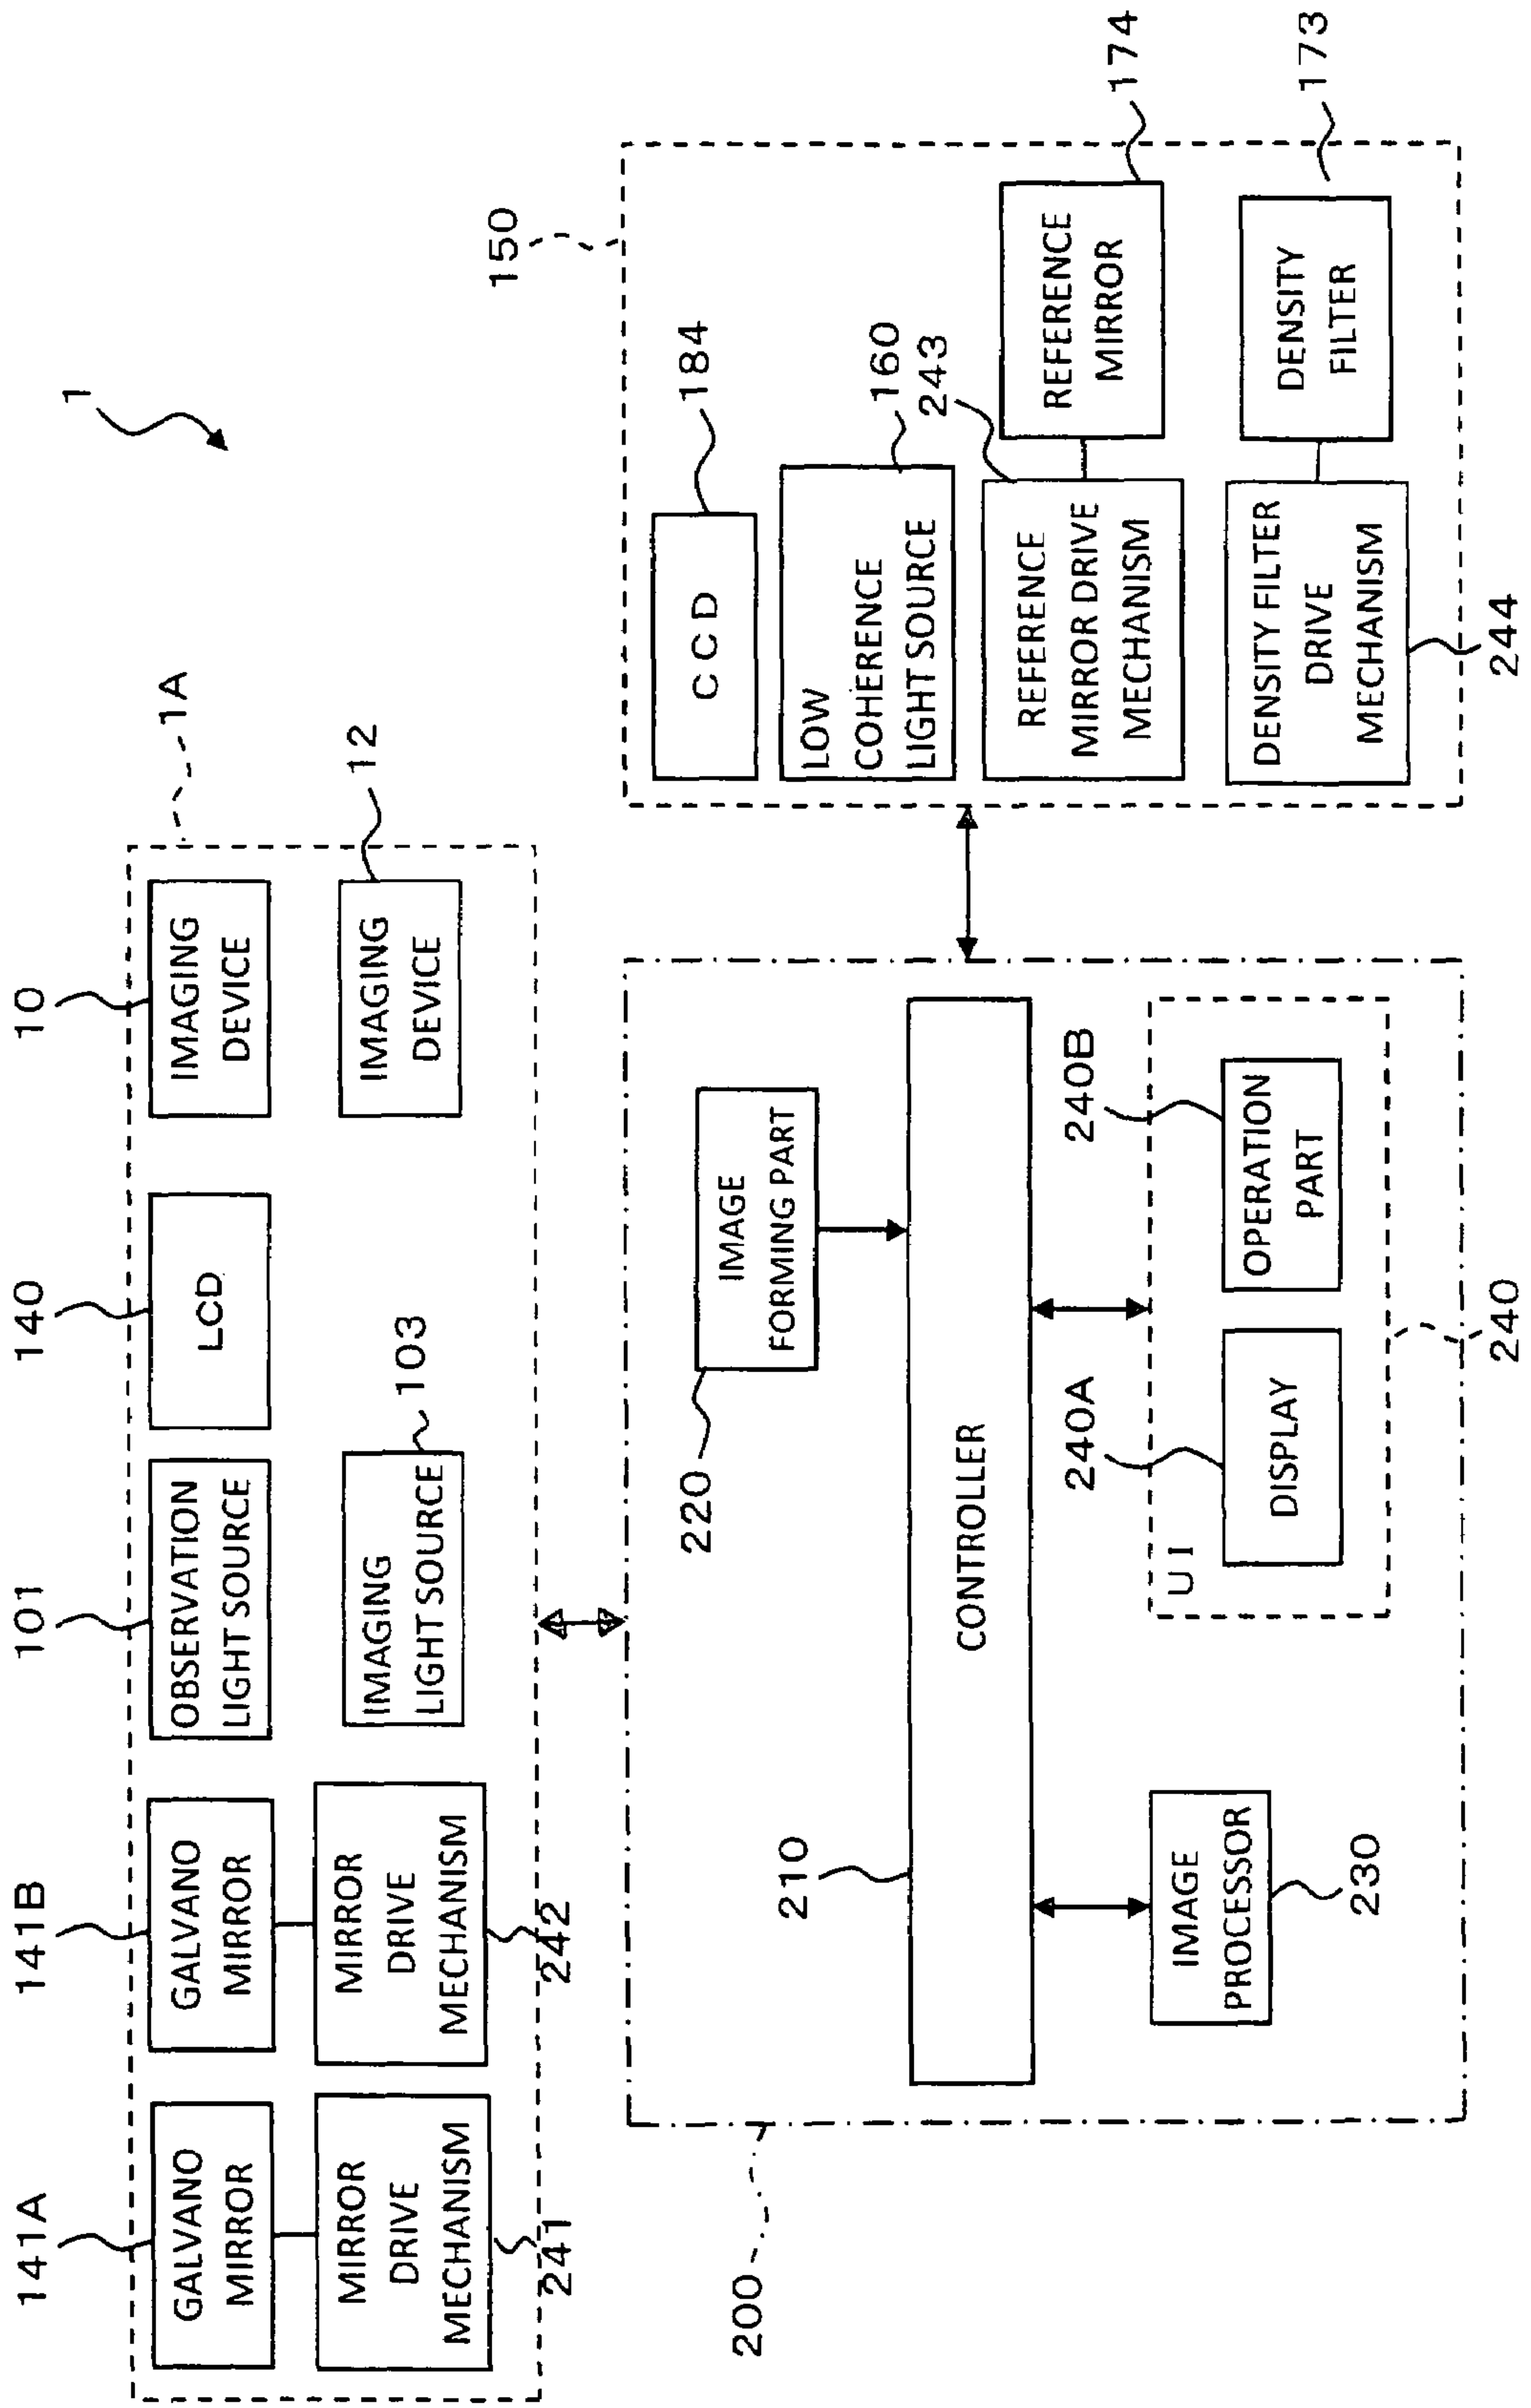 1
141A
141B
101
140
10
1A
GALVANO
MIRROR
GALVANO
MIRROR
OBSERVATION
LIGHT SOURCE
LCD
IMAGING
DEVICE
12
MIRROR
DRIVE
MECHANISM
MIRROR
DRIVE
MECHANISM
IMAGING
LIGHT SOURCE
103
IMAGING
DEVICE
241
242
200
220
IMAGE
FORMING PART
210
CONTROLLER
240A
240B
IMAGE
PROCESSOR
230
UI
DISPLAY
OPERATION
PART
240
150
CCD
184
LOW
COHERENCE
LIGHT SOURCE
160
243
REFERENCE
MIRROR DRIVE
MECHANISM
REFERENCE
MIRROR
174
DENSITY FILTER
DRIVE
MECHANISM
DENSITY
FILTER
173
244